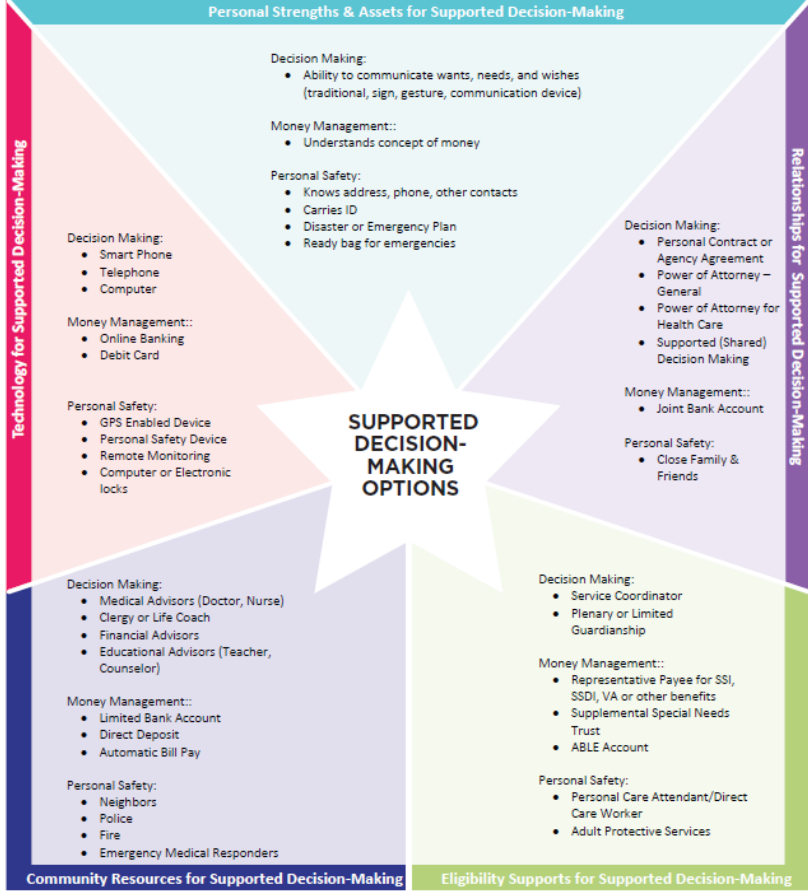 Personal Strengths & Assets for Supported Decision-Making
Decision Making:
• Ability to communicate wants, needs, and wishes
(traditional, sign, gesture, communication device)
Money Management::
• Understands concept of money
Personal Safety:
• Knows address, phone, other contacts
• Carries ID
• Disaster or Emergency Plan
• Ready bag for emergencies
Technology for Supported Decision-Making
Decision Making:
• Smart Phone
• Telephone
• Computer
Money Management::
• Online Banking
• Debit Card
Personal Safety:
• GPS Enabled Device
• Personal Safety Device
• Remote Monitoring
• Computer or Electronic
locks
Relationships for Supported Decision-Making
Decision Making:
• Personal Contract or
Agency Agreement
• Power of Attorney –
General
• Power of Attorney for
Health Care
• Supported (Shared)
Decision Making
Money Management::
• Joint Bank Account
Personal Safety:
• Close Family &
Friends
SUPPORTED
DECISION-
MAKING
OPTIONS
Decision Making:
• Medical Advisors (Doctor, Nurse)
• Clergy or Life Coach
• Financial Advisors
• Educational Advisors (Teacher,
Counselor)
Money Management::
• Limited Bank Account
• Direct Deposit
• Automatic Bill Pay
Personal Safety:
• Neighbors
• Police
• Fire
• Emergency Medical Responders
Community Resources for Supported Decision-Making
Decision Making:
• Service Coordinator
• Plenary or Limited
Guardianship
Money Management::
• Representative Payee for SSI,
SSDI, VA or other benefits
• Supplemental Special Needs
Trust
• ABLE Account
Personal Safety:
• Personal Care Attendant/Direct
Care Worker
• Adult Protective Services
Eligibility Supports for Supported Decision-Making